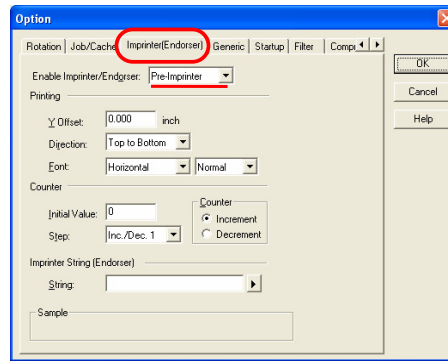 Option
Rotation Job/Cache Imprinter(Endorser) Generic Startup Filter
Enable Imprinter/Endorser: Pre-Imprinter
Printing
Y Offset: 0.000 inch
Direction: Top to Bottom
Font: Horizontal Normal
Counter
Initial Value: 0
Step: Inc./Dec. 1
Counter
Increment
Decrement
Imprinter String (Endorser)
String:
Sample
OK
Cancel
Help